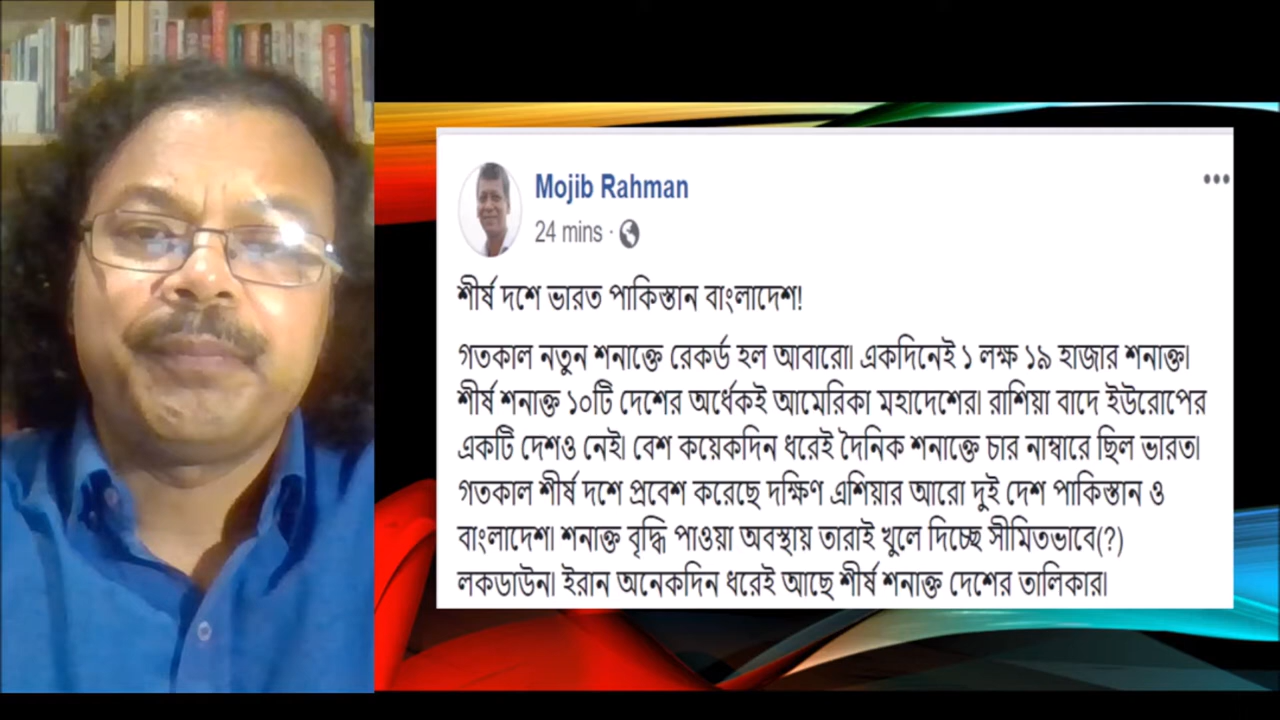 Mojib Rahman
24 mins ·
শীর্ষ দশে ভারত পাকিস্তান বাংলাদেশ!
গতকাল নতুন শনাক্তে রেকর্ড হল আবারো। একদিনেই ১ লক্ষ ১৯ হাজার শনাক্ত।
শীর্ষ শনাক্ত ১০টি দেশের অর্ধেকই আমেরিকা মহাদেশের। রাশিয়া বাদে ইউরোপের
একটি দেশও নেই। বেশ কয়েকদিন ধরেই দৈনিক শনাক্তে চার নাম্বারে ছিল ভারত।
গতকাল শীর্ষ দশে প্রবেশ করেছে দক্ষিণ এশিয়ার আরো দুই দেশ পাকিস্তান ও
বাংলাদেশ। শনাক্ত বৃদ্ধি পাওয়া অবস্থায় তারাই খুলে দিচ্ছে সীমিতভাবে(?)
লকডাউন। ইরান অনেকদিন ধরেই আছে শীর্ষ শনাক্ত দেশের তালিকার।